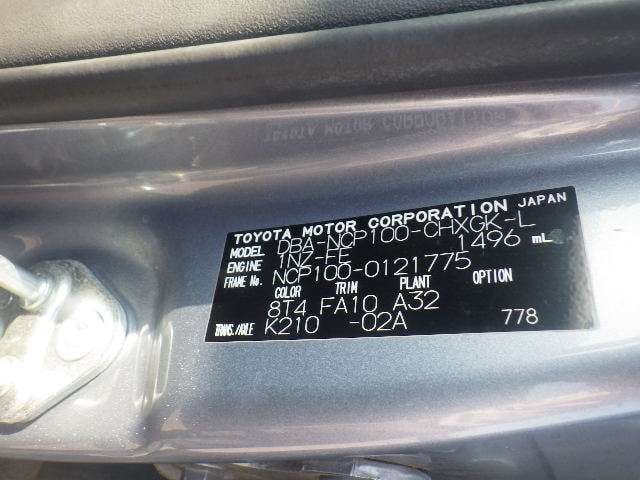 TOYOTA MOTOR CORPORATION JAPAN
MODEL DBA-NCP100-CHXGK-L
ENGINE 1NZ-FE 1496 mL
FRAME No. NCP100-0121775
COLOR TRIM PLANT OPTION
8T4 FA10 A32
TRANS./AXLE K210 -02A 778